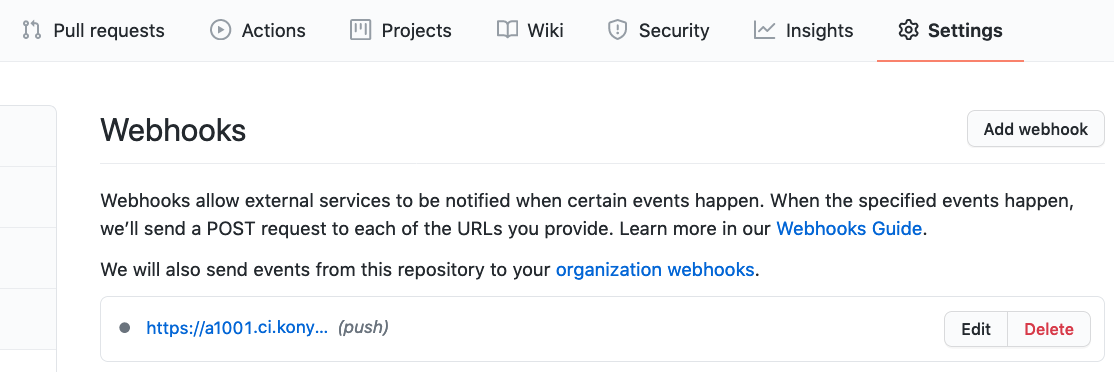 Pull requests Actions Projects Wiki Security Insights Settings
Webhooks
Add webhook
Webhooks allow external services to be notified when certain events happen. When the specified events happen,
we’ll send a POST request to each of the URLs you provide. Learn more in our Webhooks Guide.
We will also send events from this repository to your organization webhooks.
https://a1001.ci.kony... (push)
Edit Delete